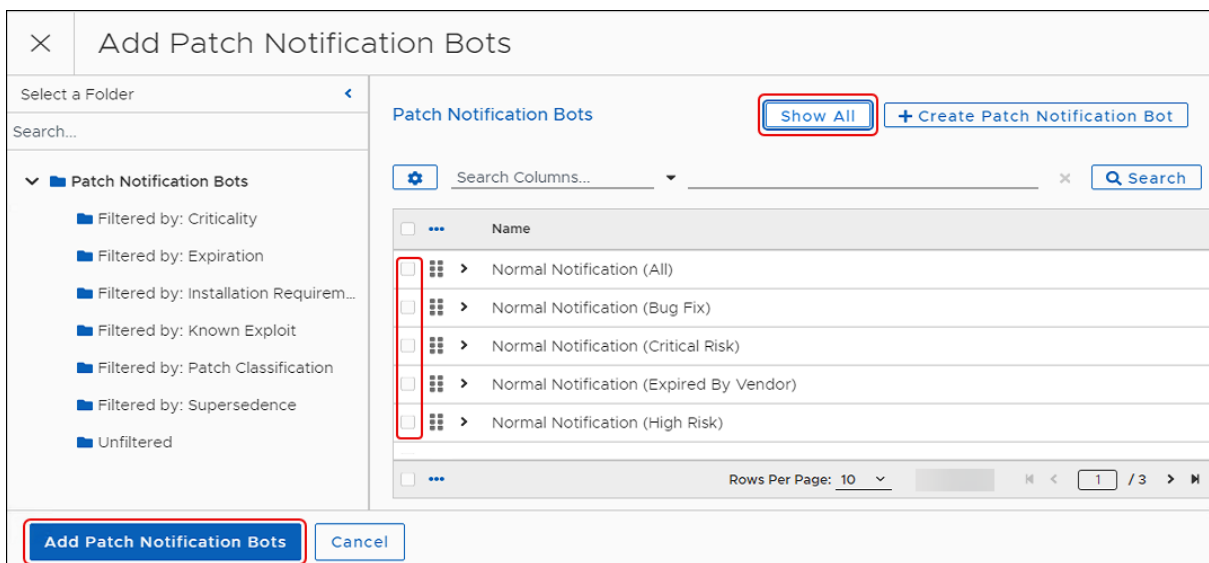 Add Patch Notification Bots
Select a Folder
Search...
Patch Notification Bots
Filtered by: Criticality
Filtered by: Expiration
Filtered by: Installation Requirem...
Filtered by: Known Exploit
Filtered by: Patch Classification
Filtered by: Supersedence
Unfiltered
Patch Notification Bots
Show All
+ Create Patch Notification Bot
Search Columns...
Search
Name
Normal Notification (All)
Normal Notification (Bug Fix)
Normal Notification (Critical Risk)
Normal Notification (Expired By Vendor)
Normal Notification (High Risk)
Rows Per Page: 10
1 / 3
Add Patch Notification Bots
Cancel